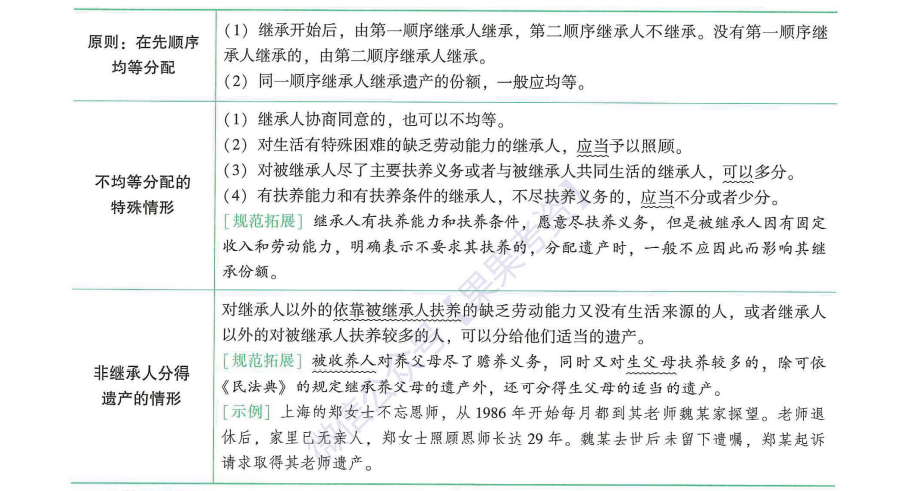 原则：在先顺序
均等分配
（1）继承开始后，由第一顺序继承人继承，第二顺序继承人不继承。没有第一顺序继
承人继承的，由第二顺序继承人继承。
（2）同一顺序继承人继承遗产的份额，一般应均等。
不均等分配的
特殊情形
（1）继承人协商同意的，也可以不均等。
（2）对生活有特殊困难的缺乏劳动能力的继承人，应当予以照顾。
（3）对被继承人尽了主要扶养义务或者与被继承人共同生活的继承人，可以多分。
（4）有扶养能力和有扶养条件的继承人，不尽扶养义务的，应当不分或者少分。
［规范拓展］继承人有扶养能力和扶养条件，愿意尽扶养义务，但是被继承人因有固定
收入和劳动能力，明确表示不要求其扶养的，分配遗产时，一般不应因此而影响其继
承份额。
非继承人分得
遗产的情形
对继承人以外的依靠被继承人扶养的缺乏劳动能力又没有生活来源的人，或者继承人
以外的对被继承人扶养较多的人，可以分给他们适当的遗产。
［规范拓展］被收养人对养父母尽了赡养义务，同时又对生父母扶养较多的，除可依
《民法典》的规定继承养父母的遗产外，还可分得生父母的适当的遗产。
［示例］上海的郑女士不忘恩师，从1986年开始每月都到其老师魏某家探望。老师退
休后，家里已无亲人，郑女士照顾恩师长达29年。魏某去世后未留下遗嘱，郑某起诉
请求取得其老师遗产。
微信公众号【果果考资】